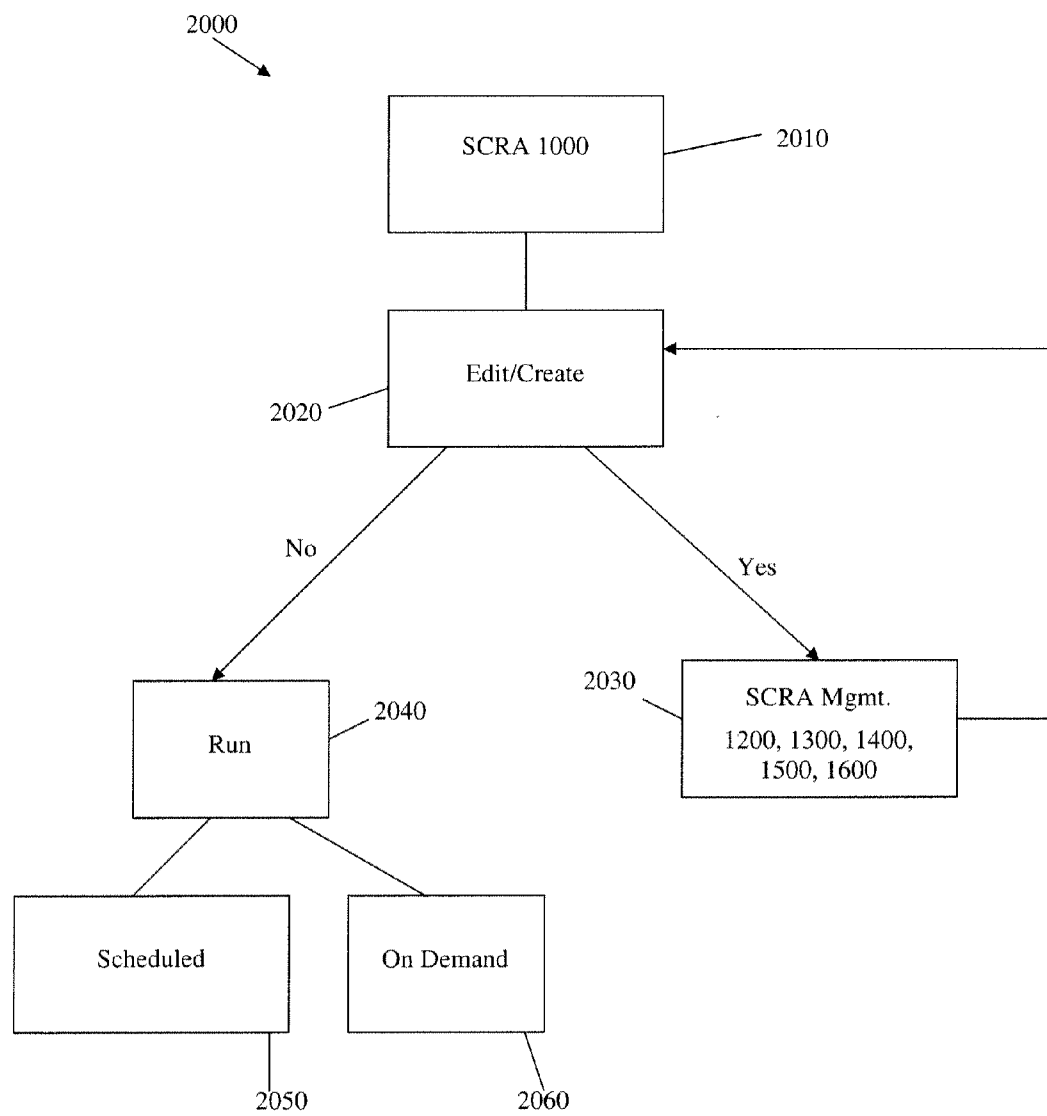 2000
SCRA 1000
2010
Edit/Create
2020
No
Yes
2030
SCRA Mgmt.
1200, 1300, 1400,
1500, 1600
2040
Run
Scheduled
On Demand
2050
2060